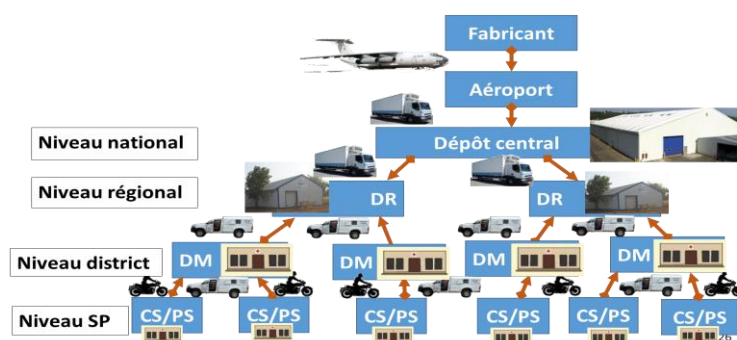 Fabricant
Aéroport
Niveau national
Dépôt central
Niveau régional
DR
DR
Niveau district
DM
DM
DM
DM
Niveau SP
CS/PS
CS/PS
CS/PS
CS/PS
CS/PS
CS/PS
26